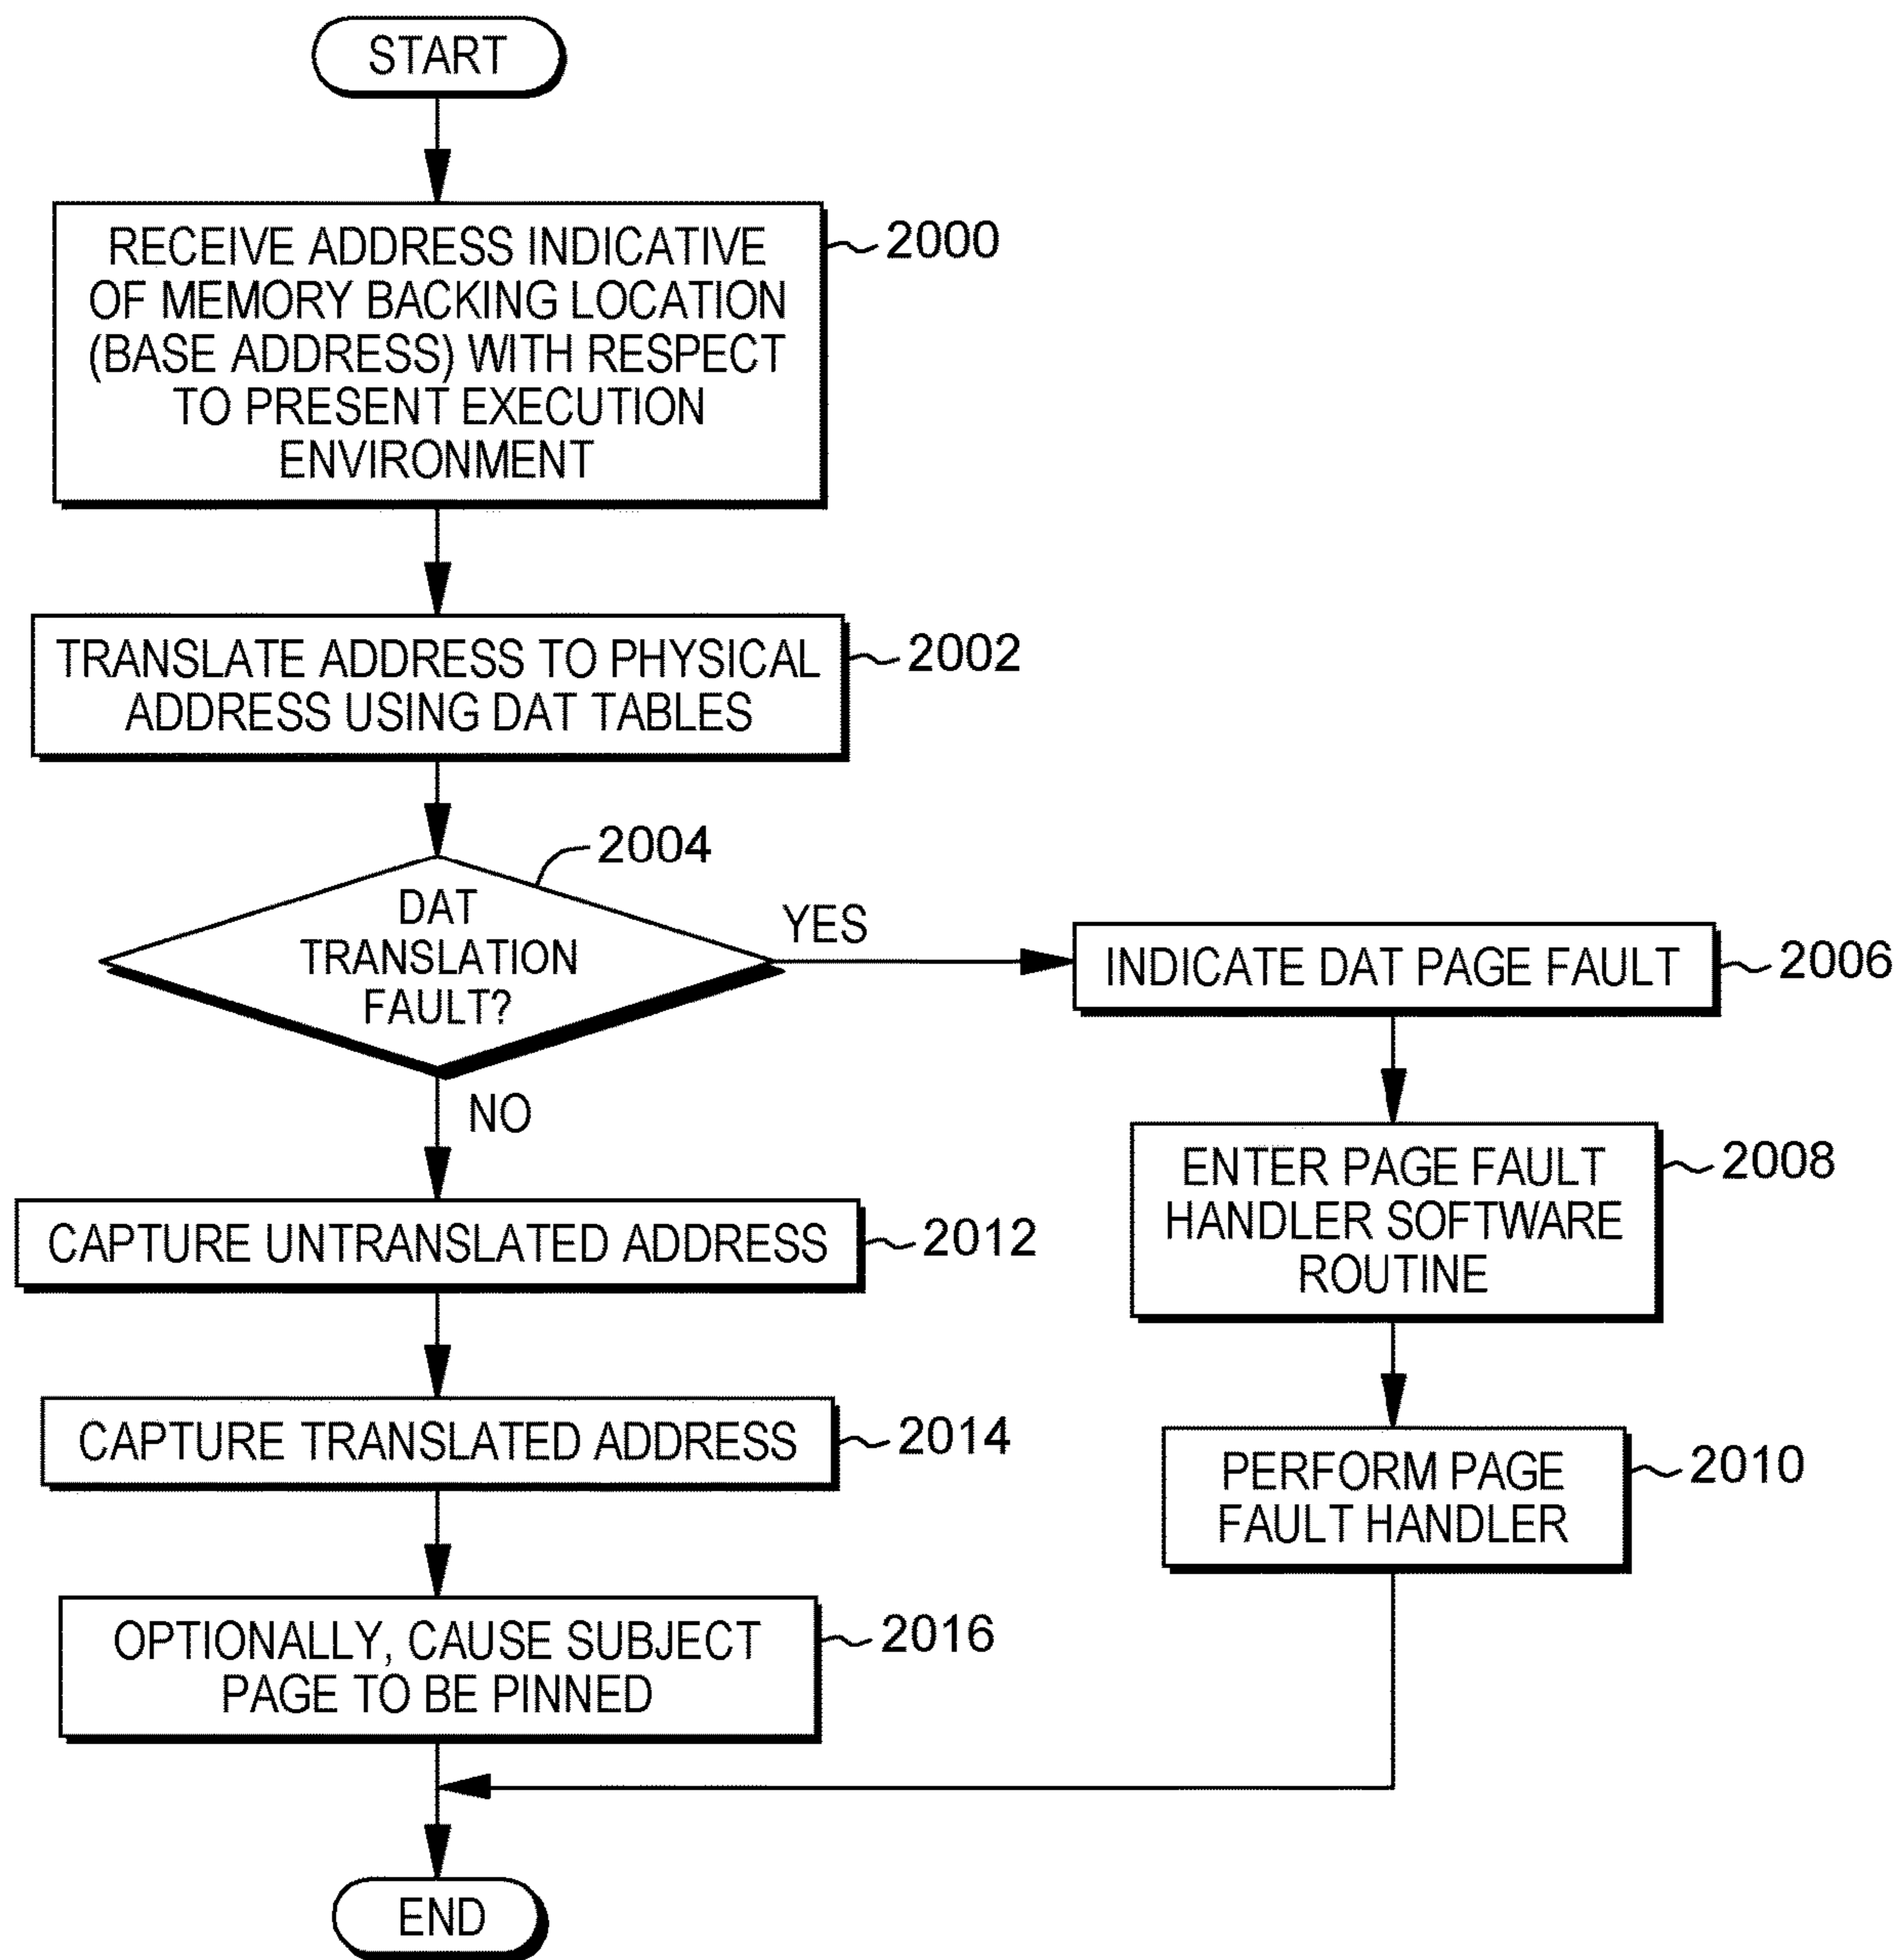 START
RECEIVE ADDRESS INDICATIVE
OF MEMORY BACKING LOCATION
(BASE ADDRESS) WITH RESPECT
TO PRESENT EXECUTION
ENVIRONMENT
2000
TRANSLATE ADDRESS TO PHYSICAL
ADDRESS USING DAT TABLES
2002
2004
DAT
TRANSLATION
FAULT?
YES
NO
INDICATE DAT PAGE FAULT
2006
ENTER PAGE FAULT
HANDLER SOFTWARE
ROUTINE
2008
PERFORM PAGE
FAULT HANDLER
2010
CAPTURE UNTRANSLATED ADDRESS
2012
CAPTURE TRANSLATED ADDRESS
2014
OPTIONALLY, CAUSE SUBJECT
PAGE TO BE PINNED
2016
END